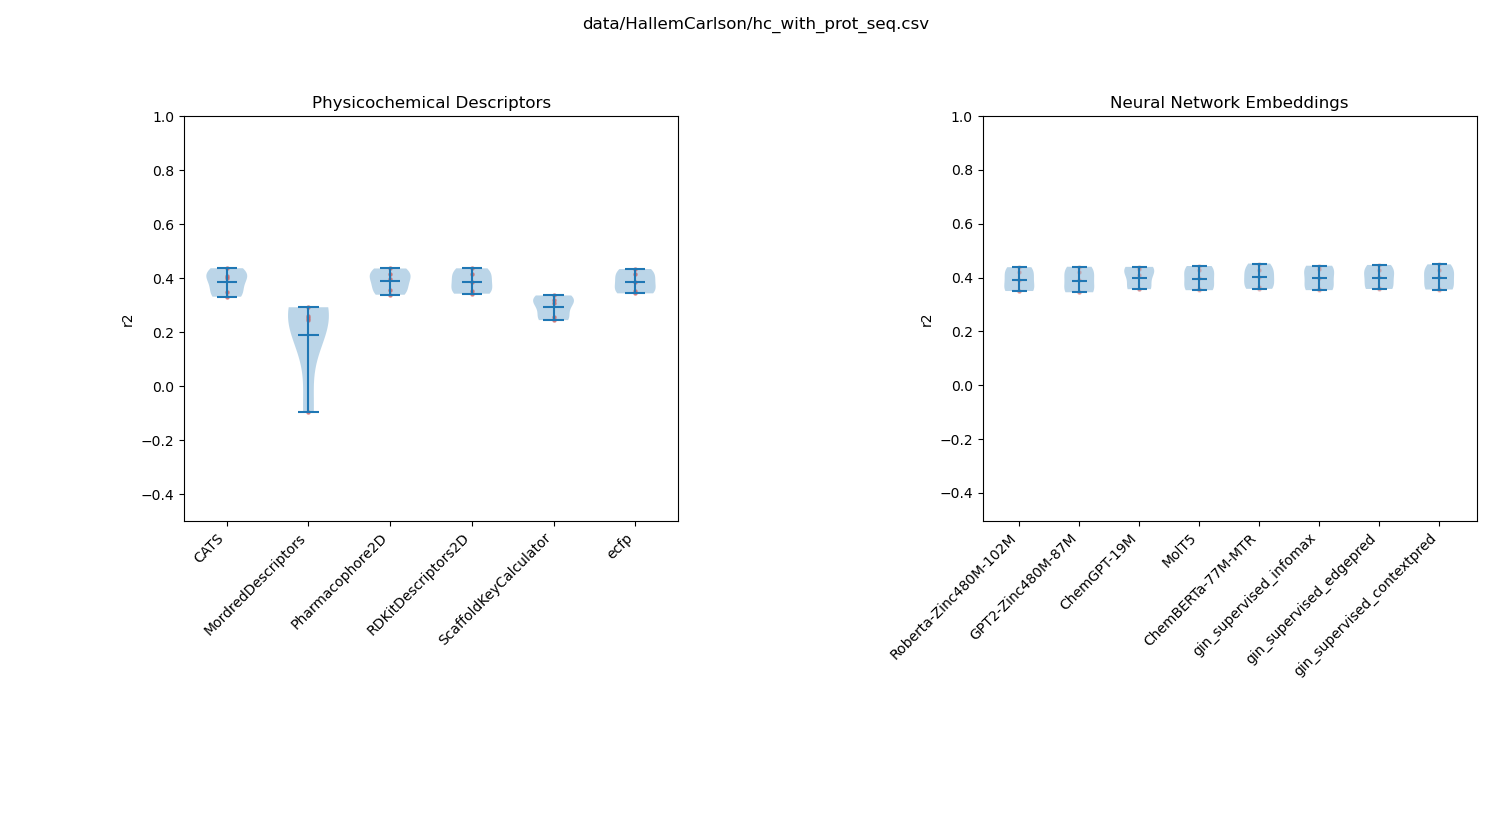 data/HallemCarlson/hc_with_prot_seq.csv
Physicochemical Descriptors
1.0
0.8
0.6
0.4
0.2
0.0
−0.2
−0.4
r2
CATS
MordredDescriptors
Pharmacophore2D
RDKitDescriptors2D
ScaffoldKeyCalculator
ecfp
Neural Network Embeddings
1.0
0.8
0.6
0.4
0.2
0.0
−0.2
−0.4
r2
Roberta-Zinc480M-102M
GPT2-Zinc480M-87M
ChemGPT-19M
MolT5
ChemBERTa-77M-MTR
gin_supervised_infomax
gin_supervised_edgepred
gin_supervised_contextpred